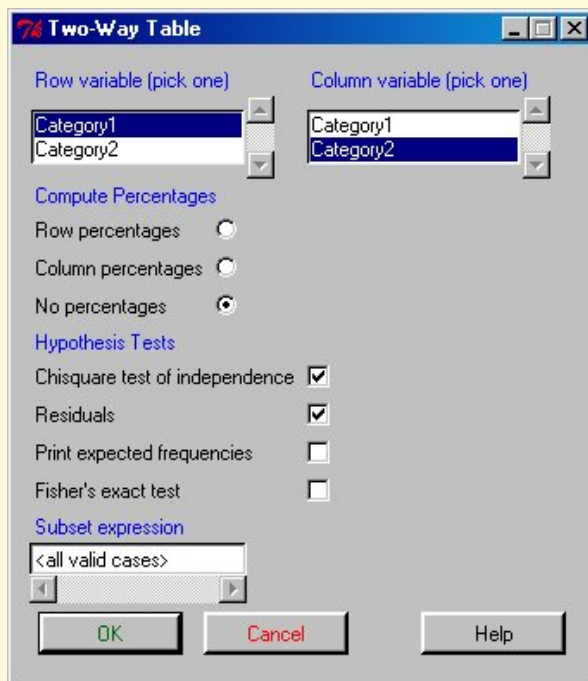 Two-Way Table
Row variable (pick one)
Column variable (pick one)
Category1
Category2
Category1
Category2
Compute Percentages
Row percentages
Column percentages
No percentages
Hypothesis Tests
Chisquare test of independence
Residuals
Print expected frequencies
Fisher's exact test
Subset expression
<all valid cases>
OK
Cancel
Help